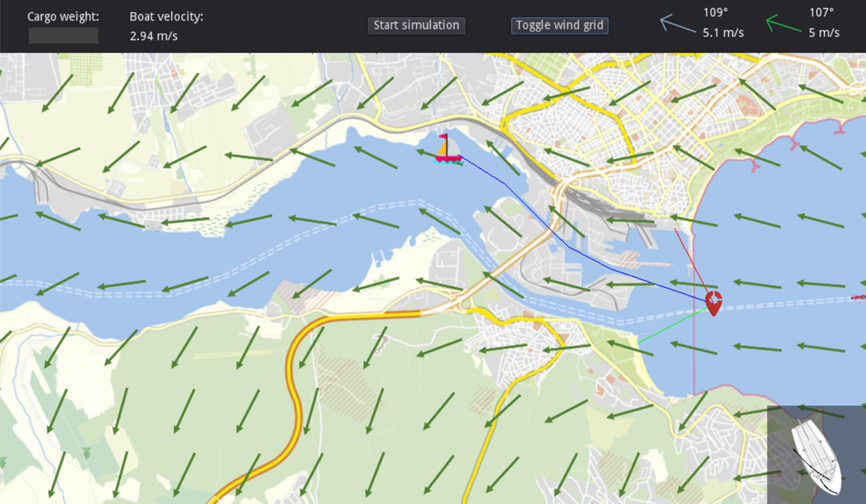 Cargo weight:
Boat velocity:
2.94 m/s
Start simulation
Toggle wind grid
109°
5.1 m/s
107°
5 m/s